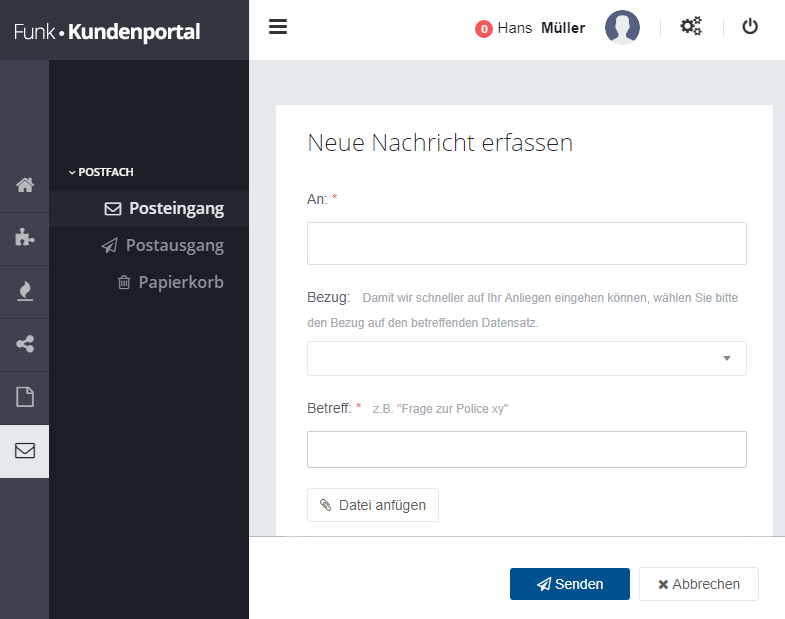 Funk • Kundenportal
0 Hans Müller
POSTFACH
Posteingang
Postausgang
Papierkorb
Neue Nachricht erfassen
An: *
Bezug: Damit wir schneller auf Ihr Anliegen eingehen können, wählen Sie bitte
den Bezug auf den betreffenden Datensatz.
Betreff: * z.B. "Frage zur Police xy"
Datei anfügen
Senden
Abbrechen